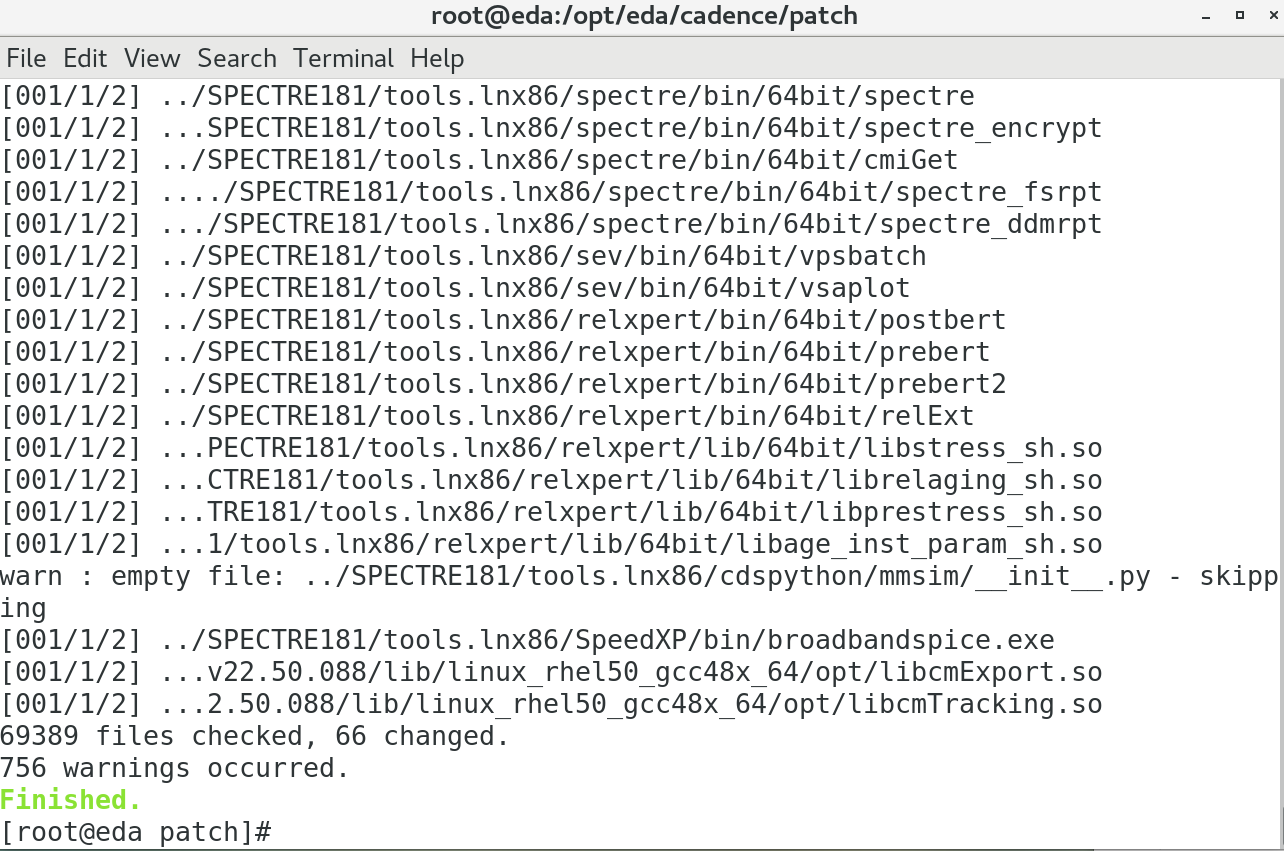 root@eda:/opt/eda/cadence/patch
File Edit View Search Terminal Help
[001/1/2] ../SPECTRE181/tools.lnx86/spectre/bin/64bit/spectre
[001/1/2] ...SPECTRE181/tools.lnx86/spectre/bin/64bit/spectre_encrypt
[001/1/2] ../SPECTRE181/tools.lnx86/spectre/bin/64bit/cmiGet
[001/1/2] ..../SPECTRE181/tools.lnx86/spectre/bin/64bit/spectre_fsrpt
[001/1/2] .../SPECTRE181/tools.lnx86/spectre/bin/64bit/spectre_ddmrpt
[001/1/2] ../SPECTRE181/tools.lnx86/sev/bin/64bit/vpsbatch
[001/1/2] ../SPECTRE181/tools.lnx86/sev/bin/64bit/vsaplot
[001/1/2] ../SPECTRE181/tools.lnx86/relxpert/bin/64bit/postbert
[001/1/2] ../SPECTRE181/tools.lnx86/relxpert/bin/64bit/prebert
[001/1/2] ../SPECTRE181/tools.lnx86/relxpert/bin/64bit/prebert2
[001/1/2] ../SPECTRE181/tools.lnx86/relxpert/bin/64bit/relExt
[001/1/2] ...PECTRE181/tools.lnx86/relxpert/lib/64bit/libstress_sh.so
[001/1/2] ...CTRE181/tools.lnx86/relxpert/lib/64bit/librelaging_sh.so
[001/1/2] ...TRE181/tools.lnx86/relxpert/lib/64bit/libprestress_sh.so
[001/1/2] ...1/tools.lnx86/relxpert/lib/64bit/libage_inst_param_sh.so
warn : empty file: ../SPECTRE181/tools.lnx86/cdspython/mmsim/__init__.py - skipp
ing
[001/1/2] ../SPECTRE181/tools.lnx86/SpeedXP/bin/broadbandspice.exe
[001/1/2] ...v22.50.088/lib/linux_rhel50_gcc48x_64/opt/libcmExport.so
[001/1/2] ...2.50.088/lib/linux_rhel50_gcc48x_64/opt/libcmTracking.so
69389 files checked, 66 changed.
756 warnings occurred.
Finished.
[root@eda patch]#